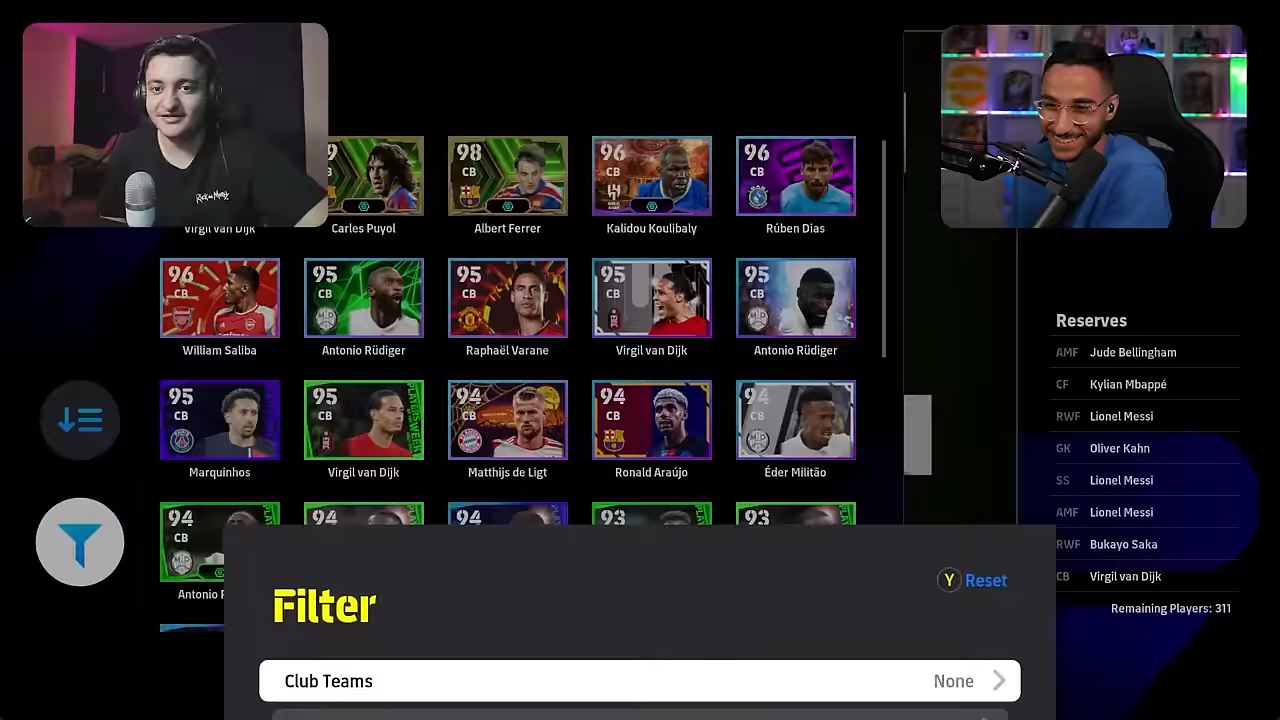 Rick and Morty
9
98
CB
96
CB
96
CB
Virgil van Dijk
Carles Puyol
Albert Ferrer
Kalidou Koulibaly
Rúben Dias
96
CB
95
CB
95
CB
95
CB
95
CB
William Saliba
Antonio Rüdiger
Raphaël Varane
Virgil van Dijk
Antonio Rüdiger
95
CB
95
CB
94
CB
94
CB
94
CB
Marquinhos
Virgil van Dijk
Matthijs de Ligt
Ronald Araújo
Éder Militão
94
CB
94
94
93
93
Antonio R
Filter
Y Reset
Club Teams
None
Reserves
AMF Jude Bellingham
CF Kylian Mbappé
RWF Lionel Messi
GK Oliver Kahn
SS Lionel Messi
AMF Lionel Messi
RWF Bukayo Saka
CB Virgil van Dijk
Remaining Players: 311